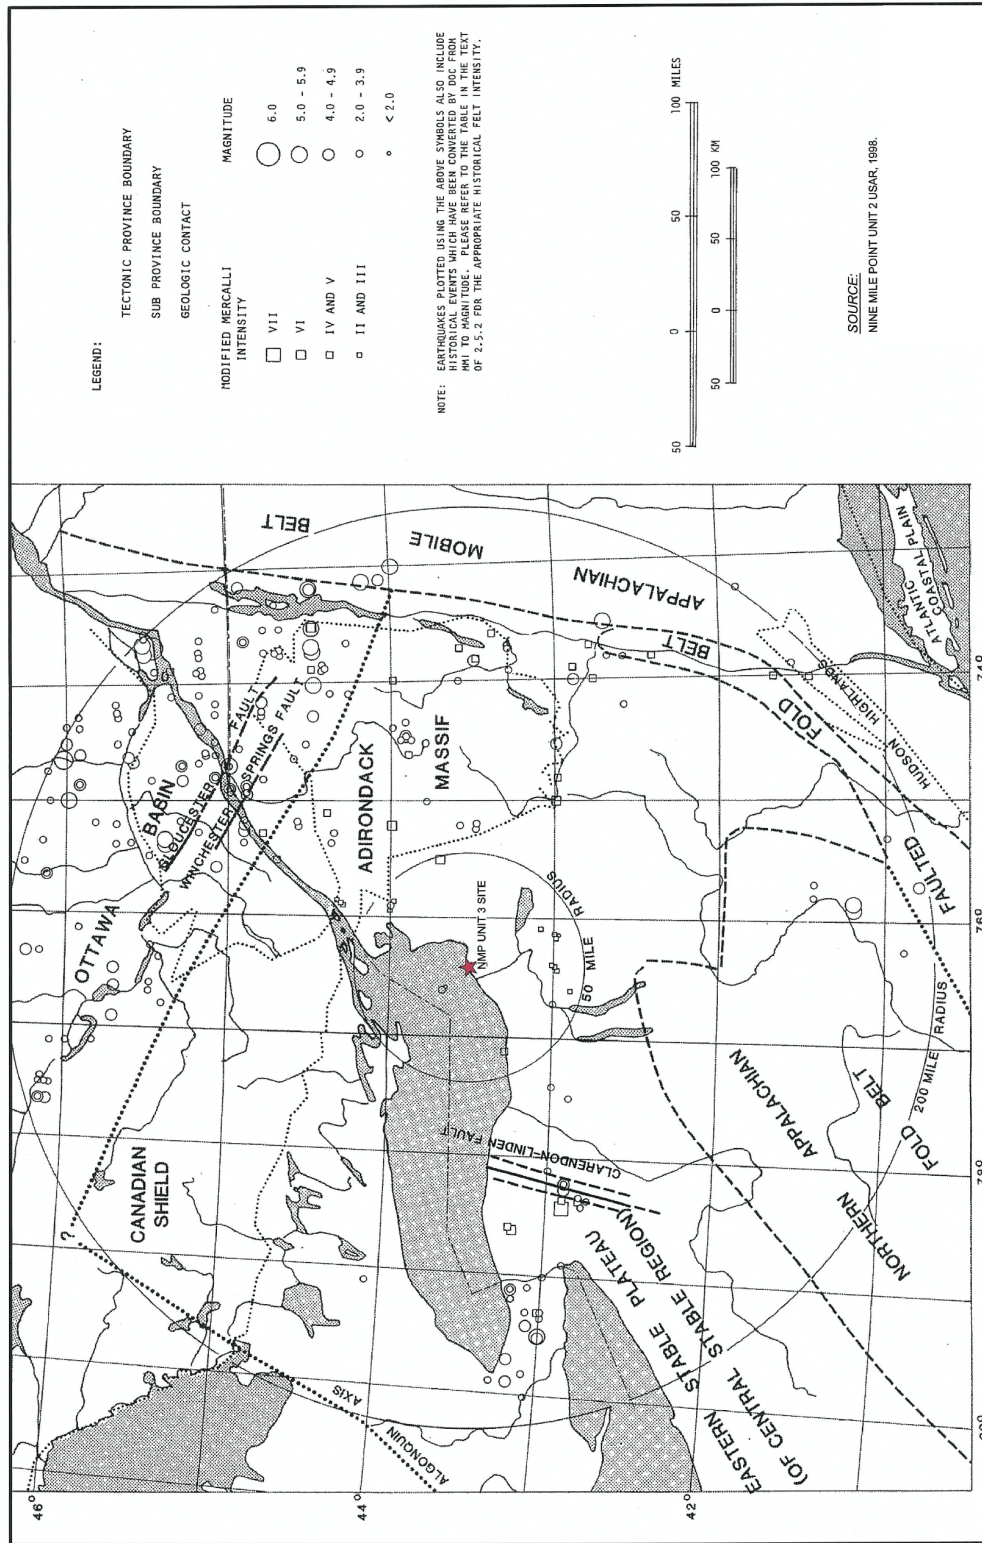 LEGEND:
TECTONIC PROVINCE BOUNDARY
SUB PROVINCE BOUNDARY
GEOLOGIC CONTACT
MODIFIED MERCALLI
INTENSITY
VII
VI
IV AND V
II AND III
MAGNITUDE
6.0
5.0 - 5.9
4.0 - 4.9
2.0 - 3.9
< 2.0
NOTE: EARTHQUAKES PLOTTED USING THE ABOVE SYMBOLS ALSO INCLUDE
HISTORICAL EVENTS WHICH HAVE BEEN CONVERTED BY DOC FROM
MMI TO MAGNITUDE. PLEASE REFER TO THE TABLE IN THE TEXT
OF 2.5.2 FOR THE APPROPRIATE HISTORICAL FELT INTENSITY.
50 0 50 100 MILES
50 0 50 100 KM
SOURCE:
NINE MILE POINT UNIT 2 USAR, 1998.
46°
44°
42°
78°
76°
74°
?
CANADIAN
SHIELD
ALGONQUIN
AXIS
OTTAWA
BABIN
GLOUCESTER FAULT
WINCHESTER SPRINGS FAULT
ADIRONDACK
MASSIF
APPALACHIAN
MOBILE
BELT
NMP UNIT 3 SITE
50 MILE
RADIUS
CLARENDON-LINDEN FAULT
EASTERN STABLE PLATEAU
(OF CENTRAL STABLE REGION)
NORTHERN
APPALACHIAN
FOLD
BELT
200 MILE RADIUS
FAULTED
FOLD
BELT
HUDSON
HIGHLANDS
ATLANTIC
COASTAL PLAIN